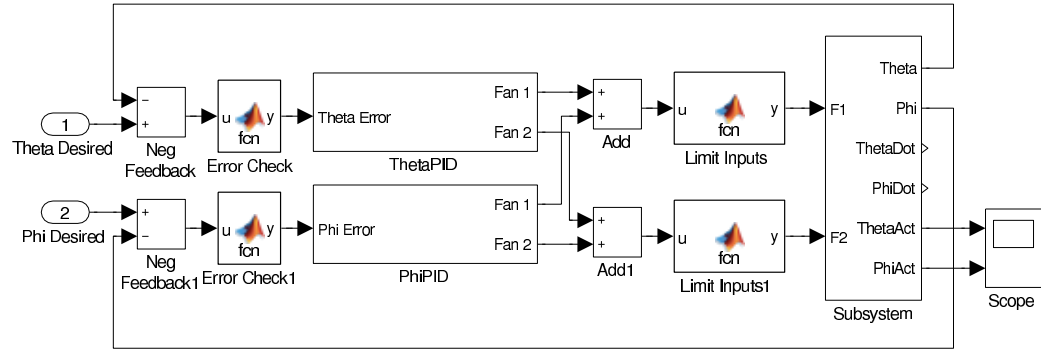 1
Theta Desired
−
+
Neg
Feedback
u
y
fcn
Error Check
Theta Error
Fan 1
Fan 2
ThetaPID
+
+
Add
u
y
fcn
Limit Inputs
2
Phi Desired
+
−
Neg
Feedback1
u
y
fcn
Error Check1
Phi Error
Fan 1
Fan 2
PhiPID
+
+
Add1
u
y
fcn
Limit Inputs1
F1
F2
Theta
Phi
ThetaDot
PhiDot
ThetaAct
PhiAct
Subsystem
Scope